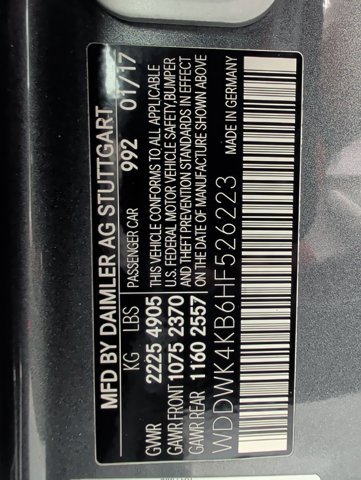 MFD BY DAIMLER AG STUTTGART
KG LBS PASSENGER CAR 992 01/17
GVWR 2225 4905 THIS VEHICLE CONFORMS TO ALL APPLICABLE
GAWR FRONT 1075 2370 U.S. FEDERAL MOTOR VEHICLE SAFETY, BUMPER
GAWR REAR 1160 2557 AND THEFT PREVENTION STANDARDS IN EFFECT
ON THE DATE OF MANUFACTURE SHOWN ABOVE
WDDWK4KB6HF526223 MADE IN GERMANY